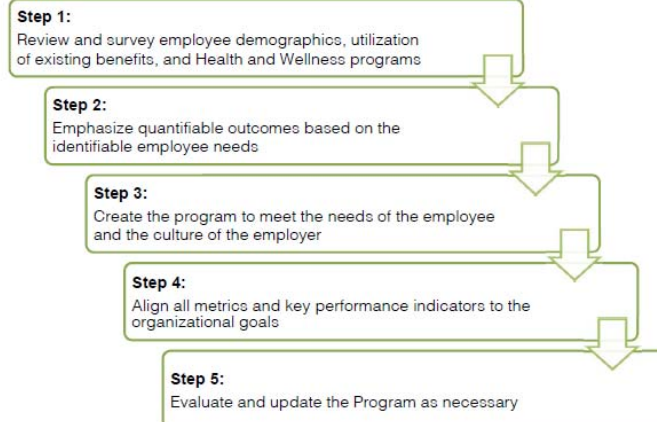 Step 1:
Review and survey employee demographics, utilization
of existing benefits, and Health and Wellness programs
Step 2:
Emphasize quantifiable outcomes based on the
identifiable employee needs
Step 3:
Create the program to meet the needs of the employee
and the culture of the employer
Step 4:
Align all metrics and key performance indicators to the
organizational goals
Step 5:
Evaluate and update the Program as necessary